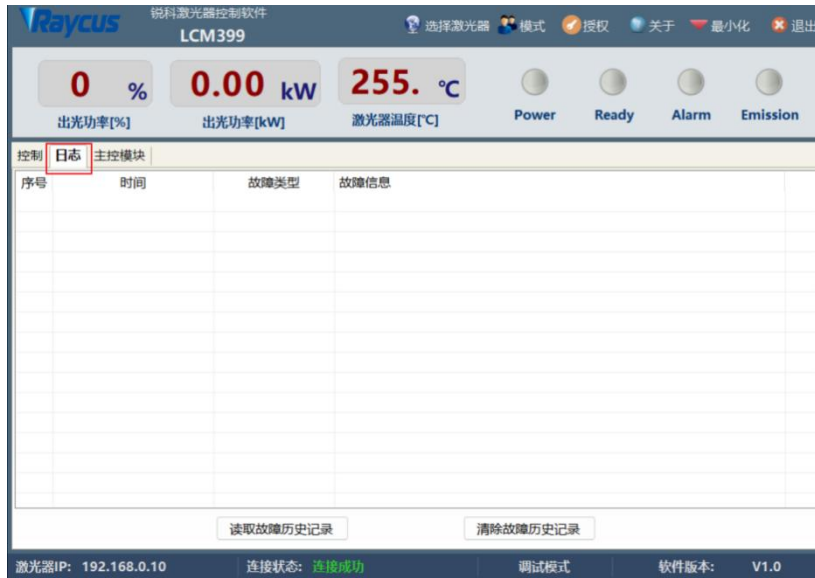 Raycus
锐科激光器控制软件
LCM399
选择激光器 模式 授权 关于 最小化 退出
0 % 0.00 kW 255. ℃
出光功率[%] 出光功率[kW] 激光器温度[℃] Power Ready Alarm Emission
控制 日志 主控模块
序号 时间 故障类型 故障信息
读取故障历史记录 清除故障历史记录
激光器IP: 192.168.0.10 连接状态: 连接成功 调试模式 软件版本: V1.0